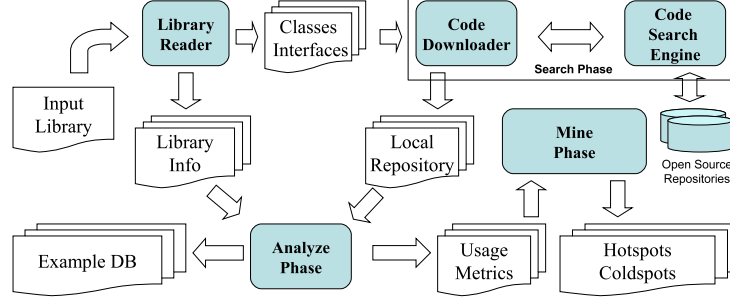 Library
Reader
Classes
Interfaces
Code
Downloader
Code
Search
Engine
Search Phase
Input
Library
Library
Info
Local
Repository
Mine
Phase
Open Source
Repositories
Example DB
Analyze
Phase
Usage
Metrics
Hotspots
Coldspots